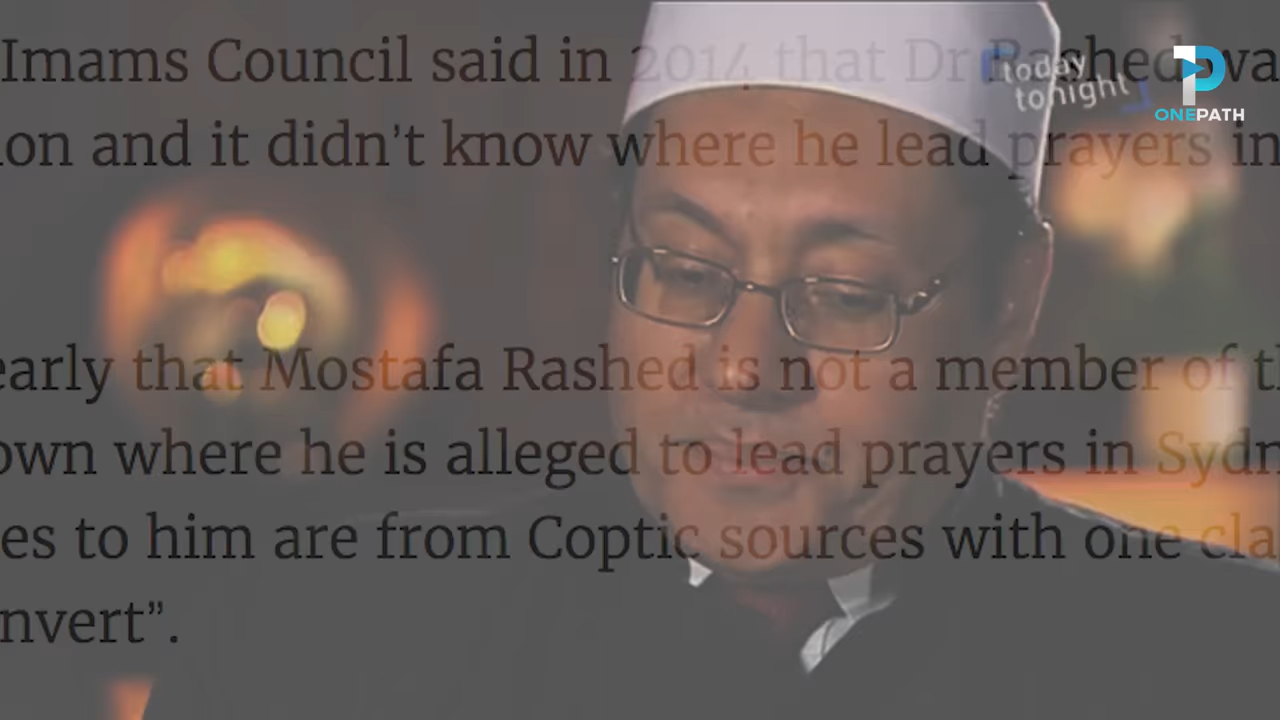 Imams Council said in 2014 that Dr Rashed wa
today
tonight
ONEPATH
ion and it didn't know where he lead prayers in
early that Mostafa Rashed is not a member of th
own where he is alleged to lead prayers in Sydn
es to him are from Coptic sources with one cla
nvert”.